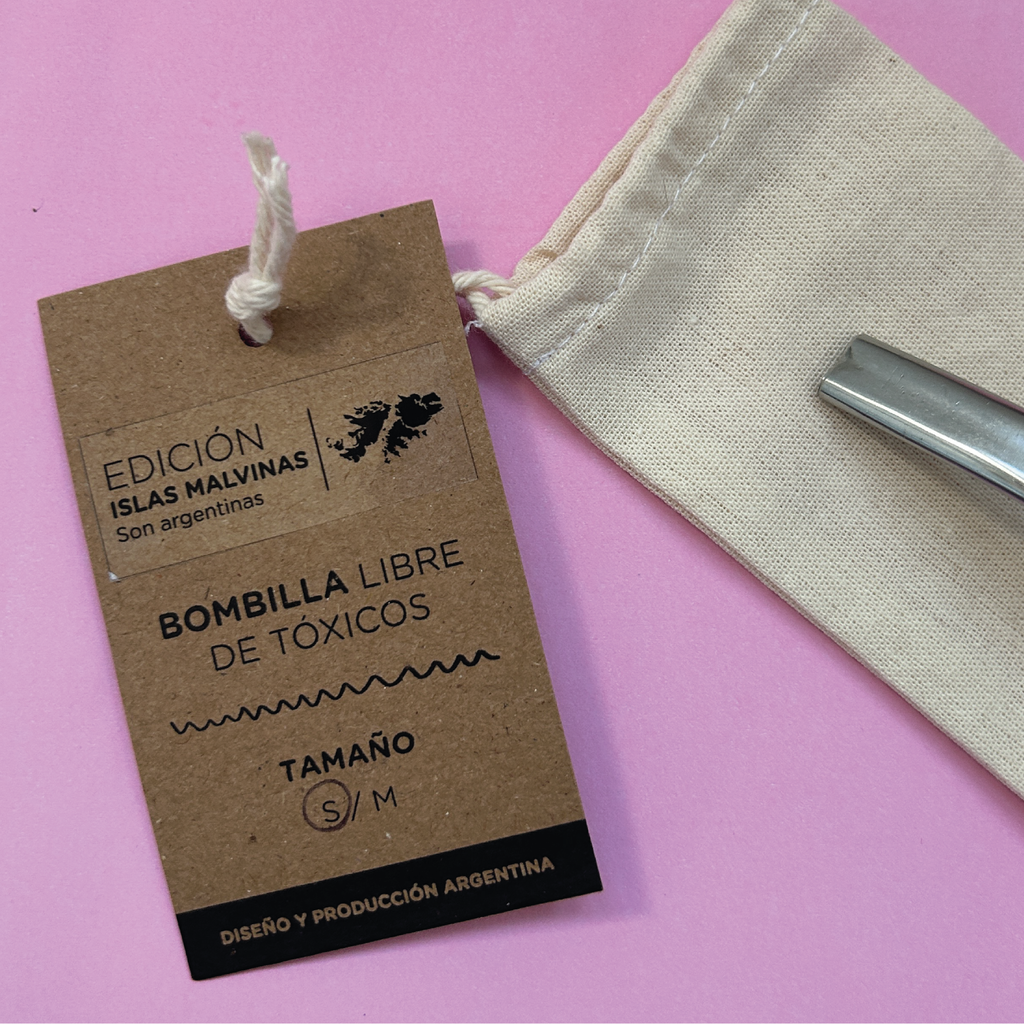 EDICIÓN
ISLAS MALVINAS
Son argentinas
BOMBILLA LIBRE
DE TÓXICOS
TAMAÑO
S / M
DISEÑO Y PRODUCCIÓN ARGENTINA